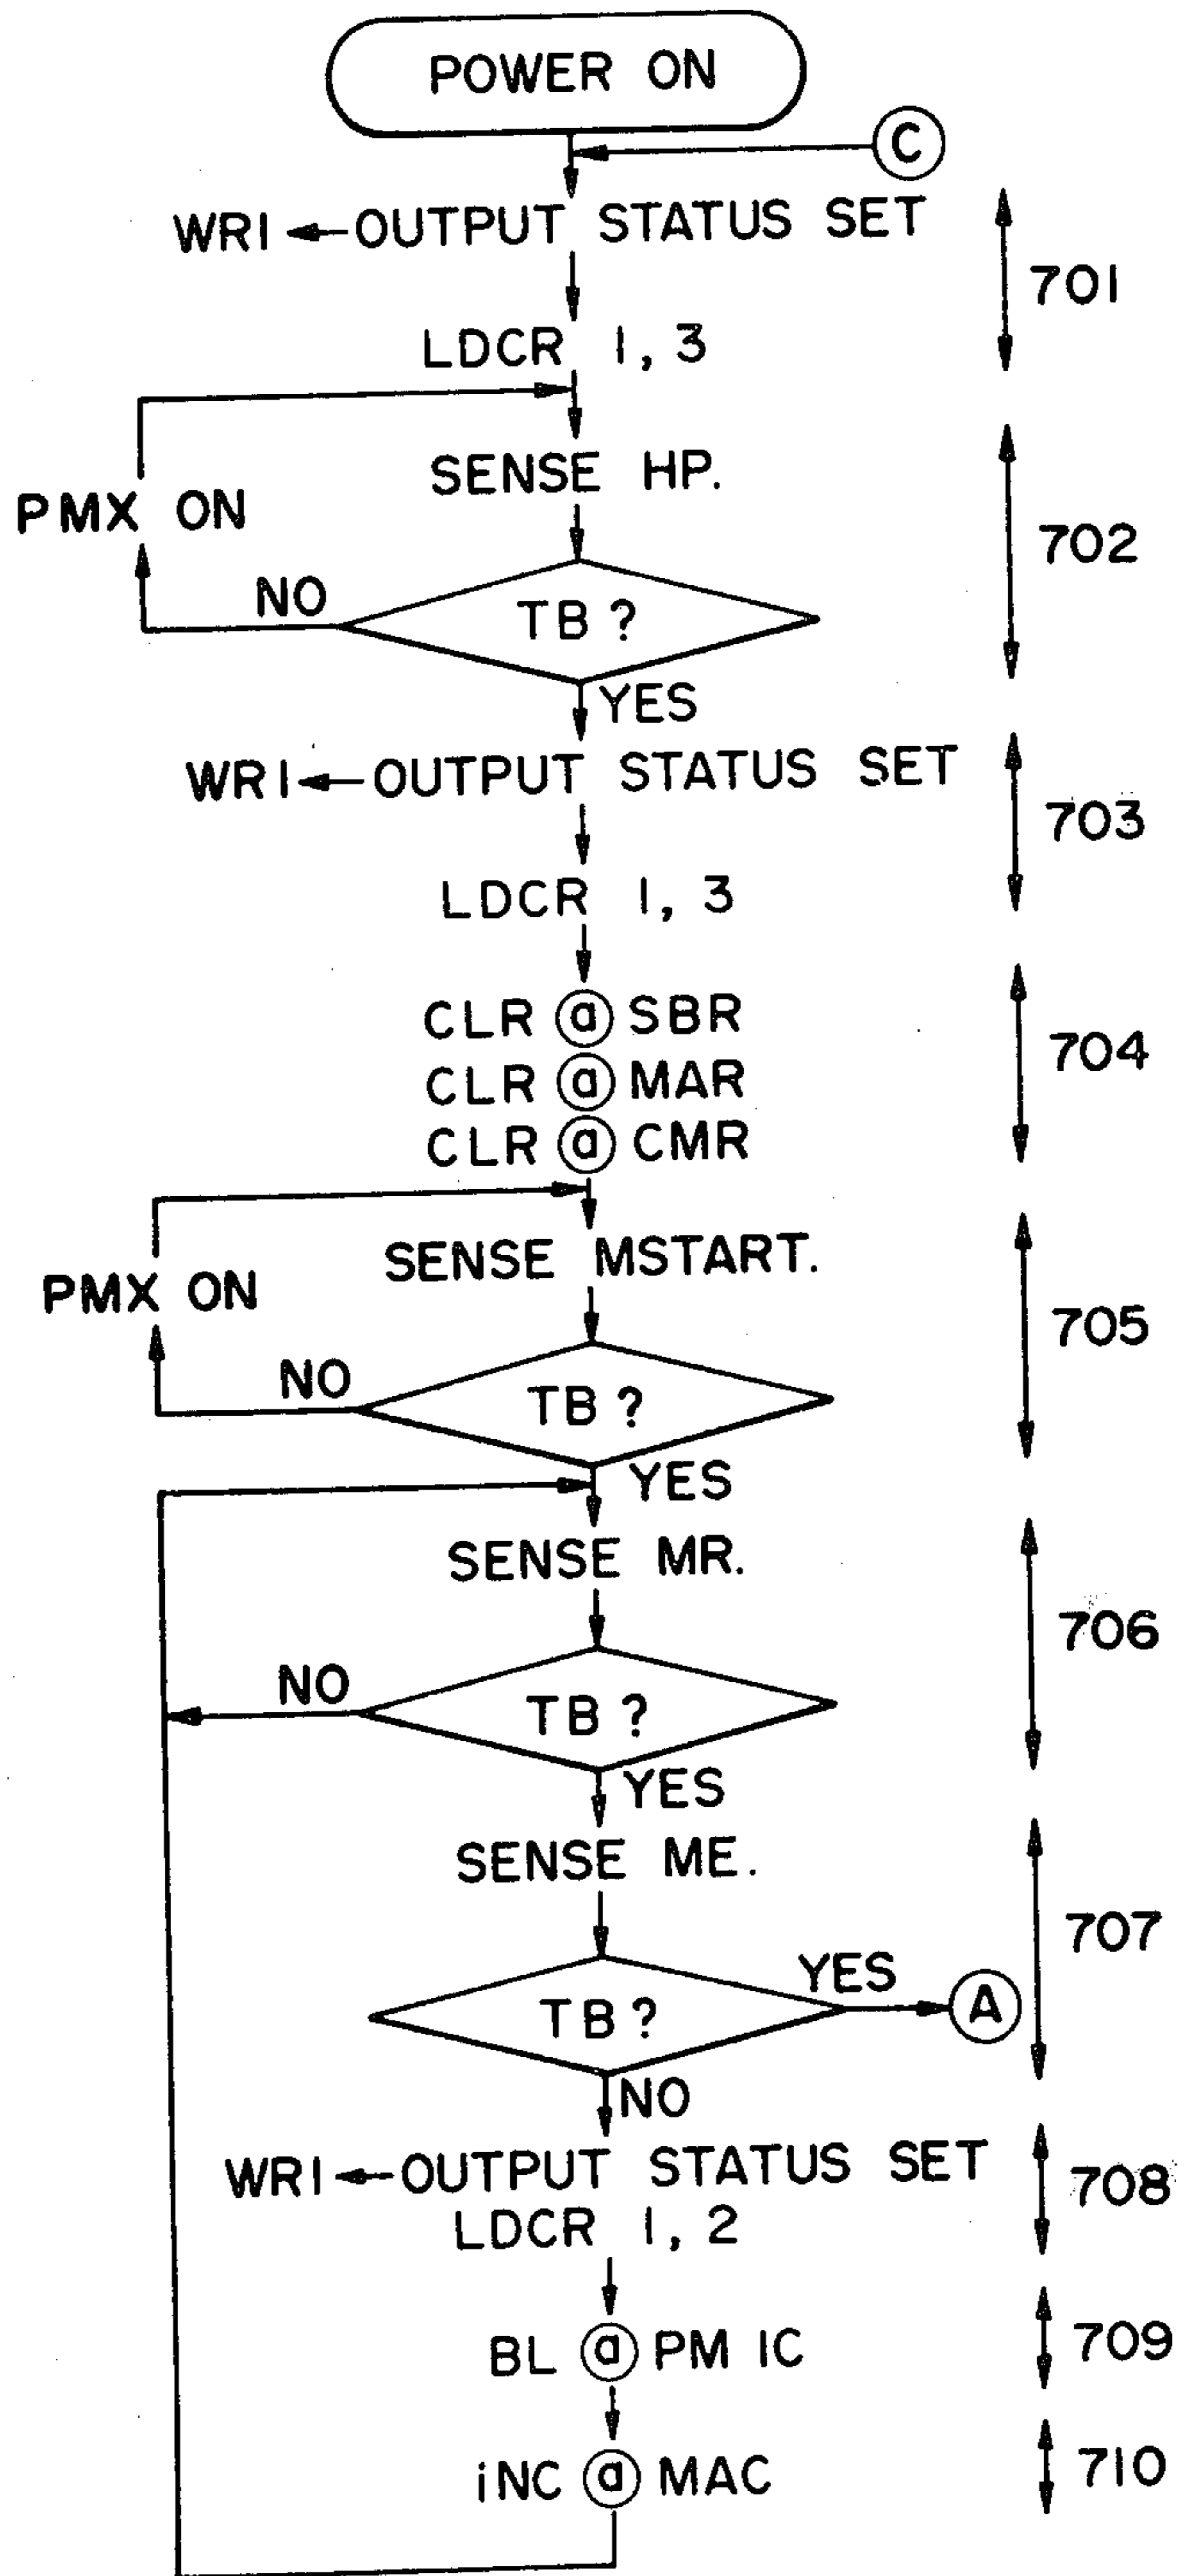 POWER ON
C
WR1 ← OUTPUT STATUS SET
701
LDCR 1, 3
SENSE HP.
PMX ON
702
NO
TB ?
YES
WR1 ← OUTPUT STATUS SET
703
LDCR 1, 3
CLR ⓐ SBR
CLR ⓐ MAR
CLR ⓐ CMR
704
SENSE MSTART.
PMX ON
705
NO
TB ?
YES
SENSE MR.
706
NO
TB ?
YES
SENSE ME.
707
YES
TB ?
A
NO
WR1 ← OUTPUT STATUS SET
LDCR 1, 2
708
BL ⓐ PM IC
709
iNC ⓐ MAC
710